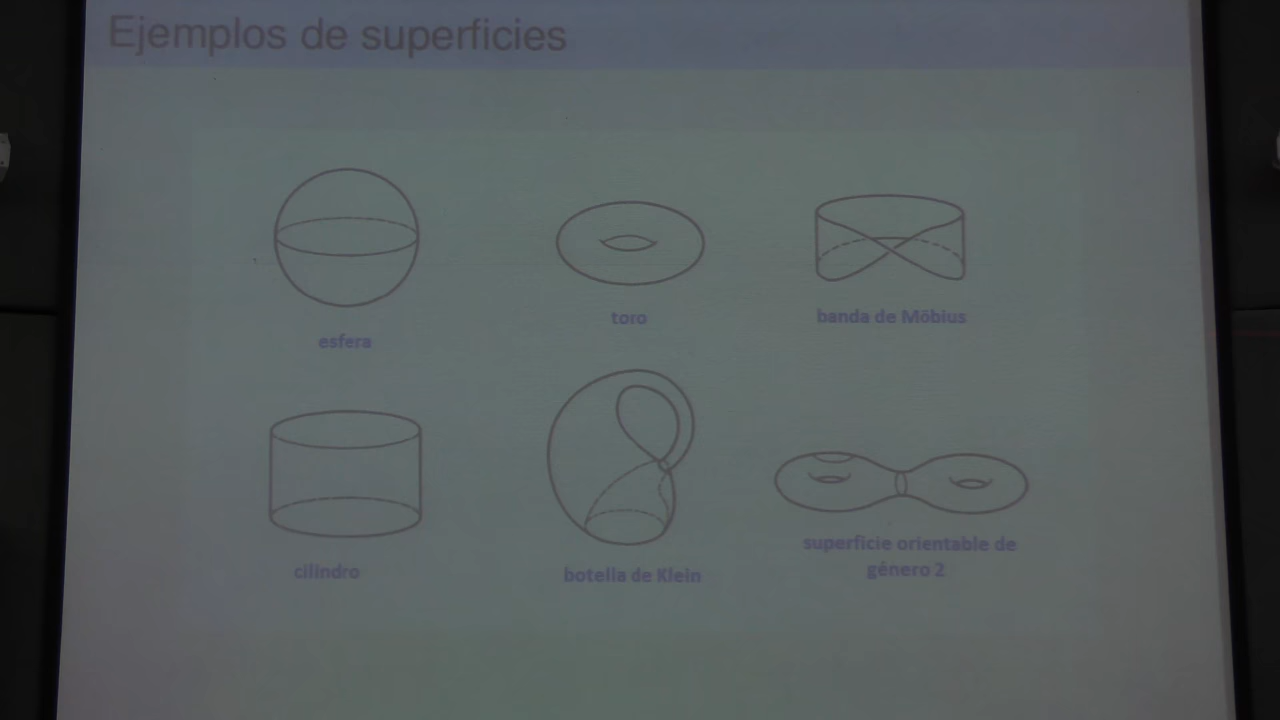 Ejemplos de superficies
esfera
toro
banda de Möbius
cilindro
botella de Klein
superficie orientable de
género 2